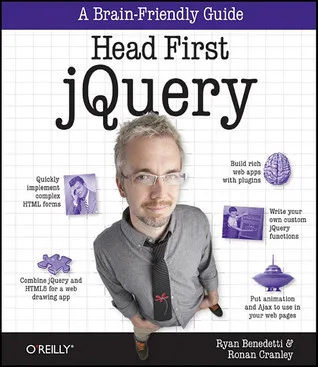 A Brain-Friendly Guide
Head First
jQuery
Quickly
implement
complex
HTML forms
Build rich
web apps
with plugins
Write your
own custom
jQuery
functions
Combine jQuery and
HTML5 for a web
drawing app
Put animation
and Ajax to use in
your web pages
O'REILLY®
Ryan Benedetti &
Ronan Cranley